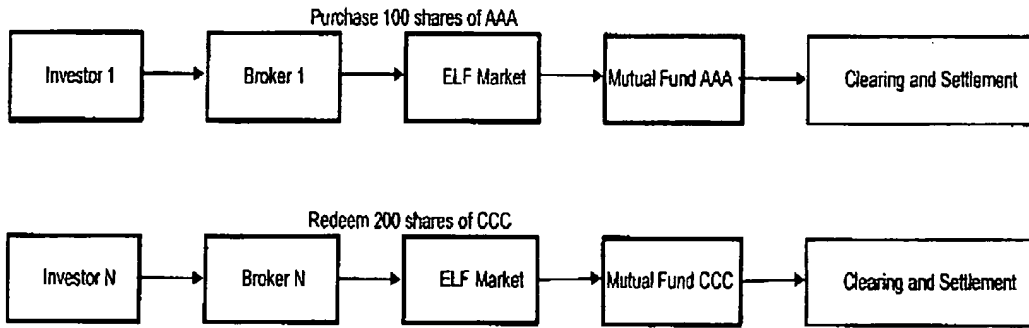 Purchase 100 shares of AAA
Investor 1
Broker 1
ELF Market
Mutual Fund AAA
Clearing and Settlement
Redeem 200 shares of CCC
Investor N
Broker N
ELF Market
Mutual Fund CCC
Clearing and Settlement